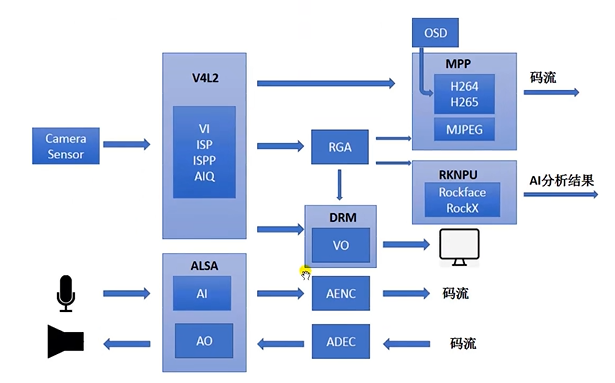 OSD
V4L2
MPP
H264
H265
码流
VI
ISP
ISPP
AIQ
Camera
Sensor
MJPEG
RGA
RKNPU
Rockface
RockX
AI分析结果
DRM
VO
ALSA
AI
AENC
码流
AO
ADEC
码流